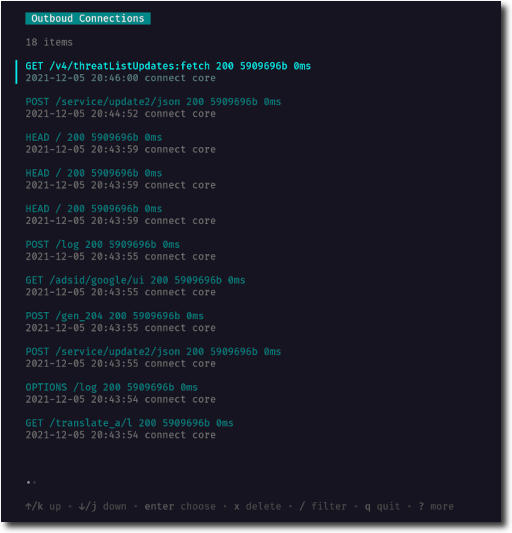 Outboud Connections
18 items
GET /v4/threatListUpdates:fetch 200 5909696b 0ms
2021-12-05 20:46:00 connect core
POST /service/update2/json 200 5909696b 0ms
2021-12-05 20:44:52 connect core
HEAD / 200 5909696b 0ms
2021-12-05 20:43:59 connect core
HEAD / 200 5909696b 0ms
2021-12-05 20:43:59 connect core
HEAD / 200 5909696b 0ms
2021-12-05 20:43:59 connect core
POST /log 200 5909696b 0ms
2021-12-05 20:43:55 connect core
GET /adsid/google/ui 200 5909696b 0ms
2021-12-05 20:43:55 connect core
POST /gen_204 200 5909696b 0ms
2021-12-05 20:43:55 connect core
POST /service/update2/json 200 5909696b 0ms
2021-12-05 20:43:55 connect core
OPTIONS /log 200 5909696b 0ms
2021-12-05 20:43:54 connect core
GET /translate_a/l 200 5909696b 0ms
2021-12-05 20:43:54 connect core
↑/k up · ↓/j down · enter choose · x delete · / filter · q quit · ? more